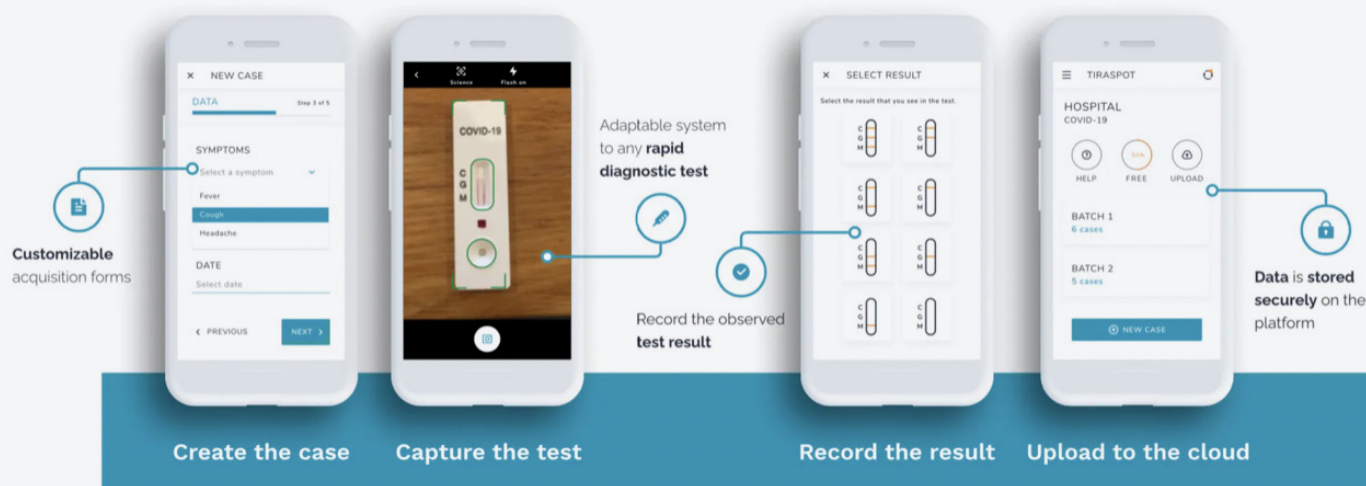 × NEW CASE
DATA Step 3 of 5
SYMPTOMS
Select a symptom
Fever
Cough
Headache
DATE
Select date
< PREVIOUS NEXT >
Customizable
acquisition forms
Create the case
Science Flash on
COVID-19
C
G
M
Adaptable system
to any rapid
diagnostic test
Capture the test
Record the observed
test result
× SELECT RESULT
Select the result that you see in the test.
C
G
M
C
G
M
C
G
M
C
G
M
C
G
M
C
G
M
C
G
M
C
G
M
Record the result
TIRASPOT
HOSPITAL
COVID-19
HELP FREE UPLOAD
BATCH 1
6 cases
BATCH 2
5 cases
NEW CASE
Data is stored
securely on the
platform
Upload to the cloud